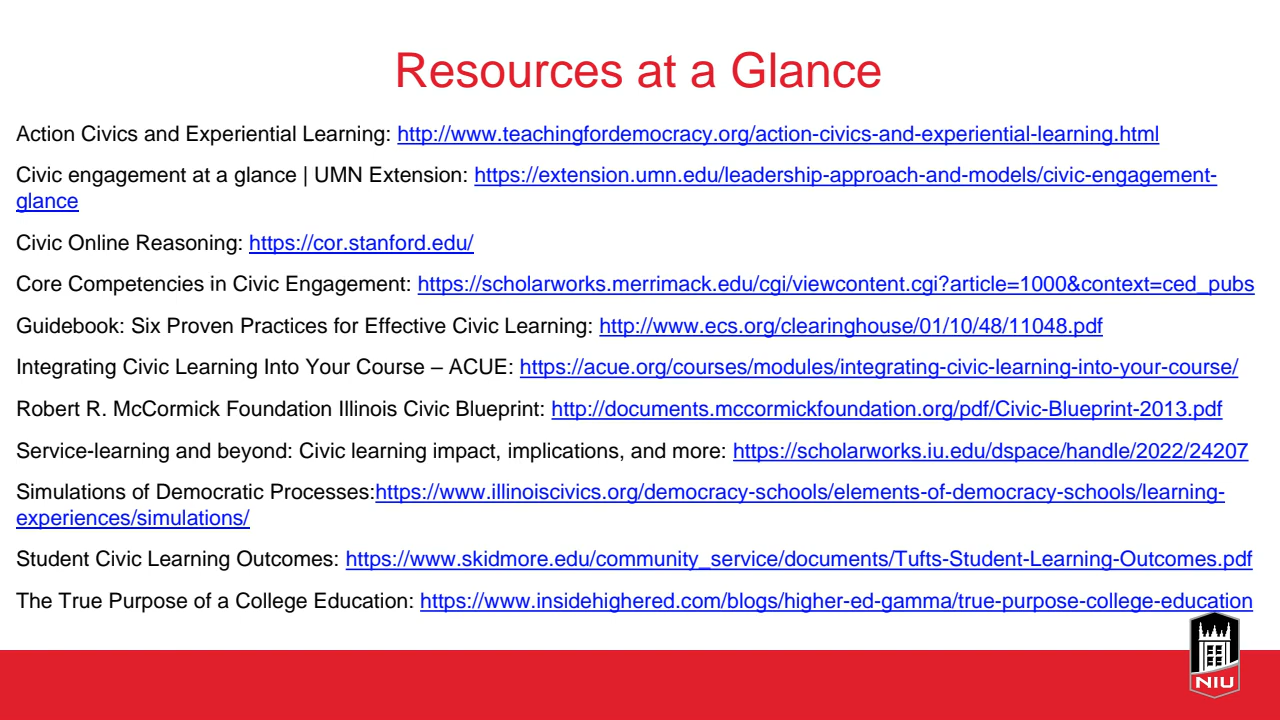 Resources at a Glance
Action Civics and Experiential Learning: http://www.teachingfordemocracy.org/action-civics-and-experiential-learning.html
Civic engagement at a glance | UMN Extension: https://extension.umn.edu/leadership-approach-and-models/civic-engagement-
glance
Civic Online Reasoning: https://cor.stanford.edu/
Core Competencies in Civic Engagement: https://scholarworks.merrimack.edu/cgi/viewcontent.cgi?article=1000&context=ced_pubs
Guidebook: Six Proven Practices for Effective Civic Learning: http://www.ecs.org/clearinghouse/01/10/48/11048.pdf
Integrating Civic Learning Into Your Course – ACUE: https://acue.org/courses/modules/integrating-civic-learning-into-your-course/
Robert R. McCormick Foundation Illinois Civic Blueprint: http://documents.mccormickfoundation.org/pdf/Civic-Blueprint-2013.pdf
Service-learning and beyond: Civic learning impact, implications, and more: https://scholarworks.iu.edu/dspace/handle/2022/24207
Simulations of Democratic Processes:https://www.illinoiscivics.org/democracy-schools/elements-of-democracy-schools/learning-
experiences/simulations/
Student Civic Learning Outcomes: https://www.skidmore.edu/community_service/documents/Tufts-Student-Learning-Outcomes.pdf
The True Purpose of a College Education: https://www.insidehighered.com/blogs/higher-ed-gamma/true-purpose-college-education
NIU